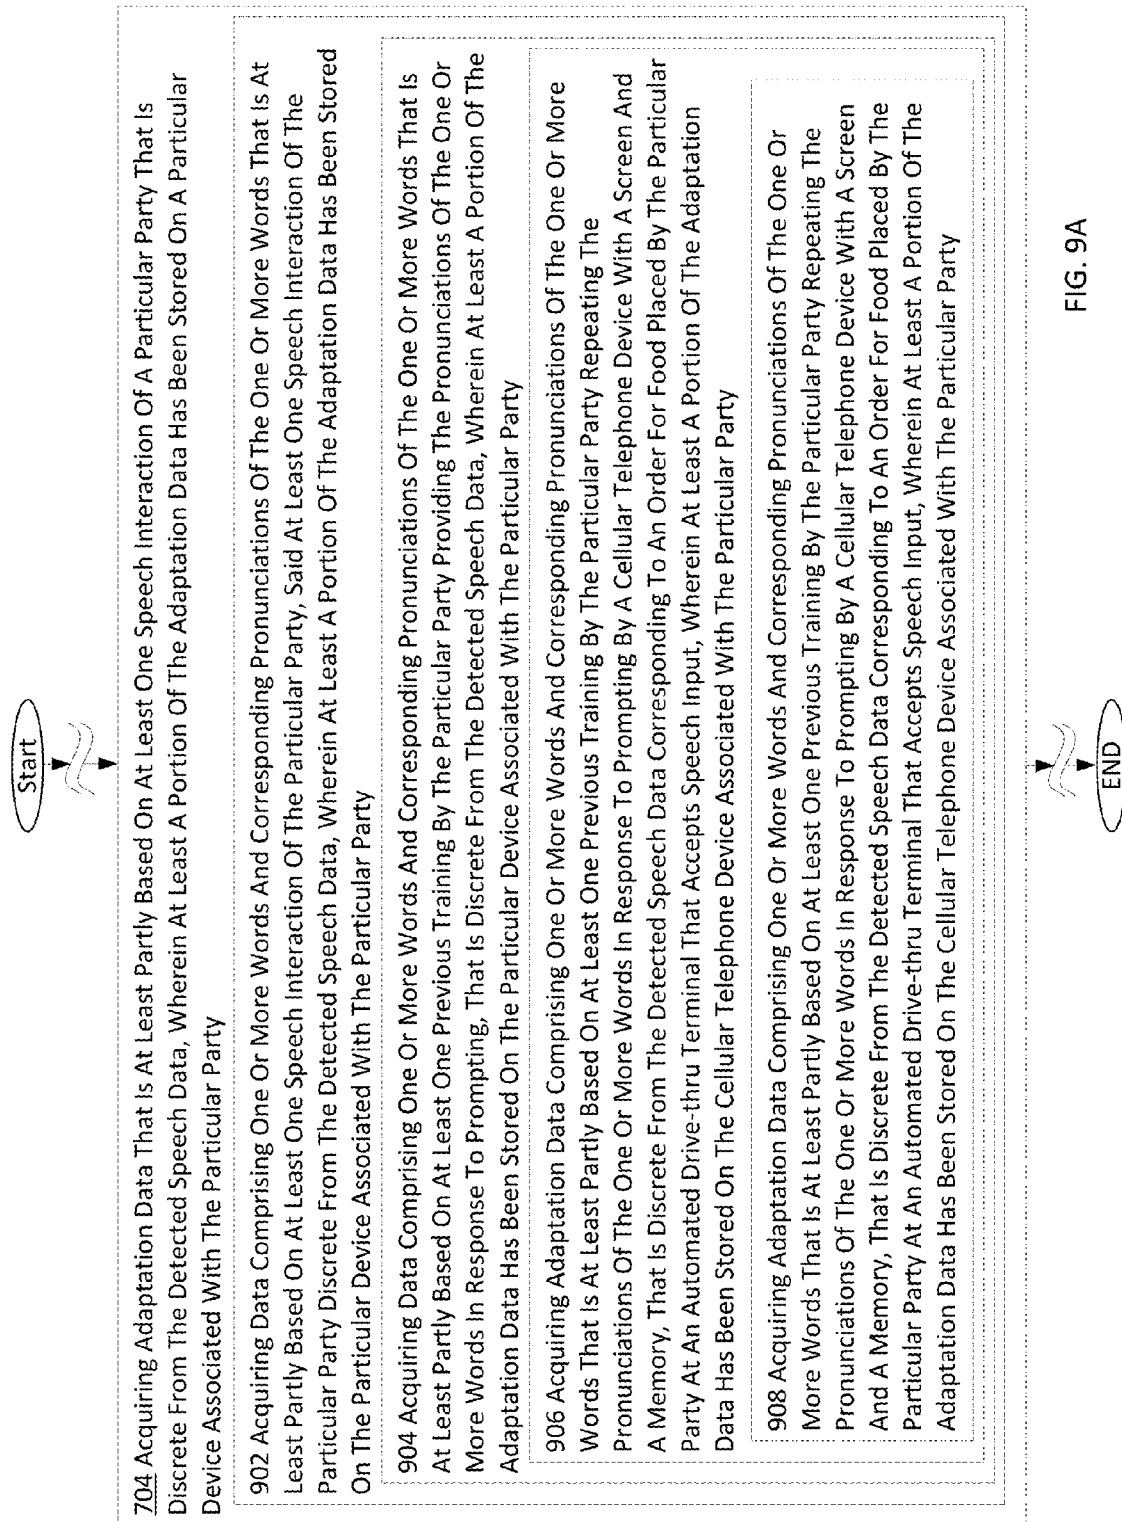 Start
704 Acquiring Adaptation Data That Is At Least Partly Based On At Least One Speech Interaction Of A Particular Party That Is
Discrete From The Detected Speech Data, Wherein At Least A Portion Of The Adaptation Data Has Been Stored On A Particular
Device Associated With The Particular Party
902 Acquiring Data Comprising One Or More Words And Corresponding Pronunciations Of The One Or More Words That Is At
Least Partly Based On At Least One Speech Interaction Of The Particular Party, Said At Least One Speech Interaction Of The
Particular Party Discrete From The Detected Speech Data, Wherein At Least A Portion Of The Adaptation Data Has Been Stored
On The Particular Device Associated With The Particular Party
904 Acquiring Data Comprising One Or More Words And Corresponding Pronunciations Of The One Or More Words That Is
At Least Partly Based On At Least One Previous Training By The Particular Party Providing The Pronunciations Of The One Or
More Words In Response To Prompting, That Is Discrete From The Detected Speech Data, Wherein At Least A Portion Of The
Adaptation Data Has Been Stored On The Particular Device Associated With The Particular Party
906 Acquiring Adaptation Data Comprising One Or More Words And Corresponding Pronunciations Of The One Or More
Words That Is At Least Partly Based On At Least One Previous Training By The Particular Party Repeating The
Pronunciations Of The One Or More Words In Response To Prompting By A Cellular Telephone Device With A Screen And
A Memory, That Is Discrete From The Detected Speech Data Corresponding To An Order For Food Placed By The Particular
Party At An Automated Drive-thru Terminal That Accepts Speech Input, Wherein At Least A Portion Of The Adaptation
Data Has Been Stored On The Cellular Telephone Device Associated With The Particular Party
908 Acquiring Adaptation Data Comprising One Or More Words And Corresponding Pronunciations Of The One Or
More Words That Is At Least Partly Based On At Least One Previous Training By The Particular Party Repeating The
Pronunciations Of The One Or More Words In Response To Prompting By A Cellular Telephone Device With A Screen
And A Memory, That Is Discrete From The Detected Speech Data Corresponding To An Order For Food Placed By The
Particular Party At An Automated Drive-thru Terminal That Accepts Speech Input, Wherein At Least A Portion Of The
Adaptation Data Has Been Stored On The Cellular Telephone Device Associated With The Particular Party
END
FIG. 9A